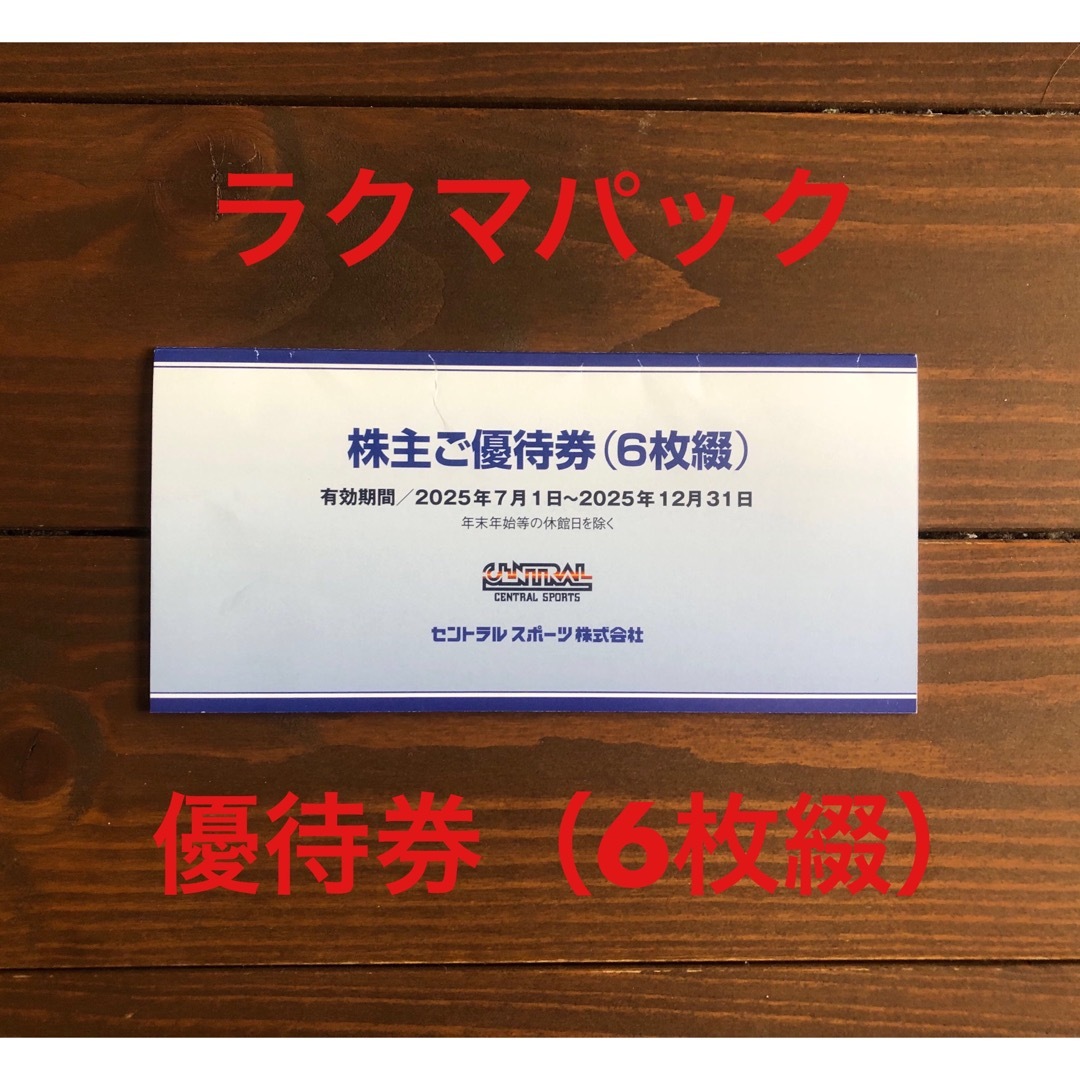 ラクマパック
株主ご優待券(6枚綴)
有効期間/2025年7月1日~2025年12月31日
年末年始等の休館日を除く
CENTRAL
CENTRAL SPORTS
セントラルスポーツ株式会社
優待券（6枚綴）